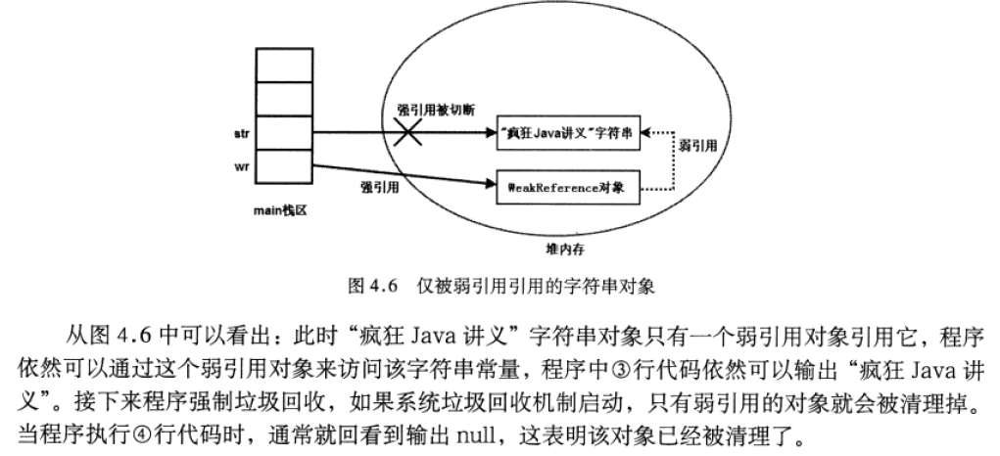 强引用被切断
str
"疯狂Java讲义"字符串
弱引用
wr
强引用
WeakReference对象
main栈区
堆内存
图 4.6 仅被弱引用引用的字符串对象
从图 4.6 中可以看出：此时“疯狂 Java 讲义”字符串对象只有一个弱引用对象引用它，程序
依然可以通过这个弱引用对象来访问该字符串常量，程序中③行代码依然可以输出“疯狂 Java 讲
义”。接下来程序强制垃圾回收，如果系统垃圾回收机制启动，只有弱引用的对象就会被清理掉。
当程序执行④行代码时，通常就回看到输出 null，这表明该对象已经被清理了。